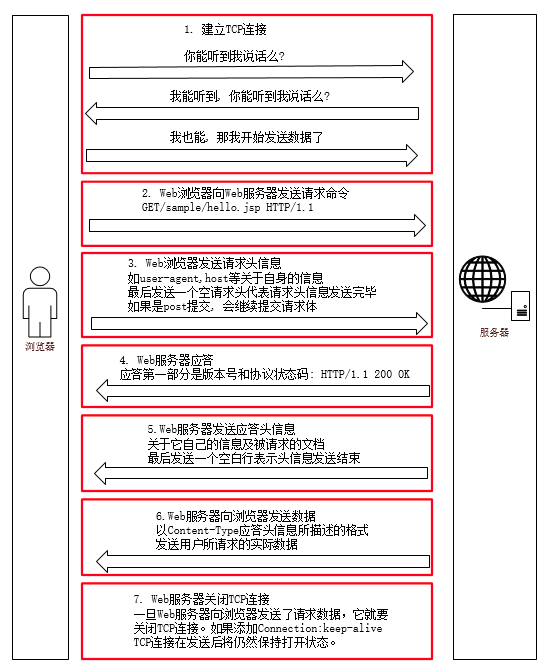 1. 建立TCP连接
你能听到我说话么?
我能听到, 你能听到我说话么?
我也能, 那我开始发送数据了
2. Web浏览器向Web服务器发送请求命令
GET/sample/hello.jsp HTTP/1.1
3. Web浏览器发送请求头信息
如user-agent,host等关于自身的信息
最后发送一个空请求头代表请求头信息发送完毕
如果是post提交, 会继续提交请求体
浏览器
服务器
4. Web服务器应答
应答第一部分是版本号和协议状态码: HTTP/1.1 200 OK
5.Web服务器发送应答头信息
关于它自己的信息及被请求的文档
最后发送一个空白行表示头信息发送结束
6.Web服务器向浏览器发送数据
以Content-Type应答头信息所描述的格式
发送用户所请求的实际数据
7. Web服务器关闭TCP连接
一旦Web服务器向浏览器发送了请求数据，它就要
关闭TCP连接。如果添加Connection:keep-alive
TCP连接在发送后将仍然保持打开状态。